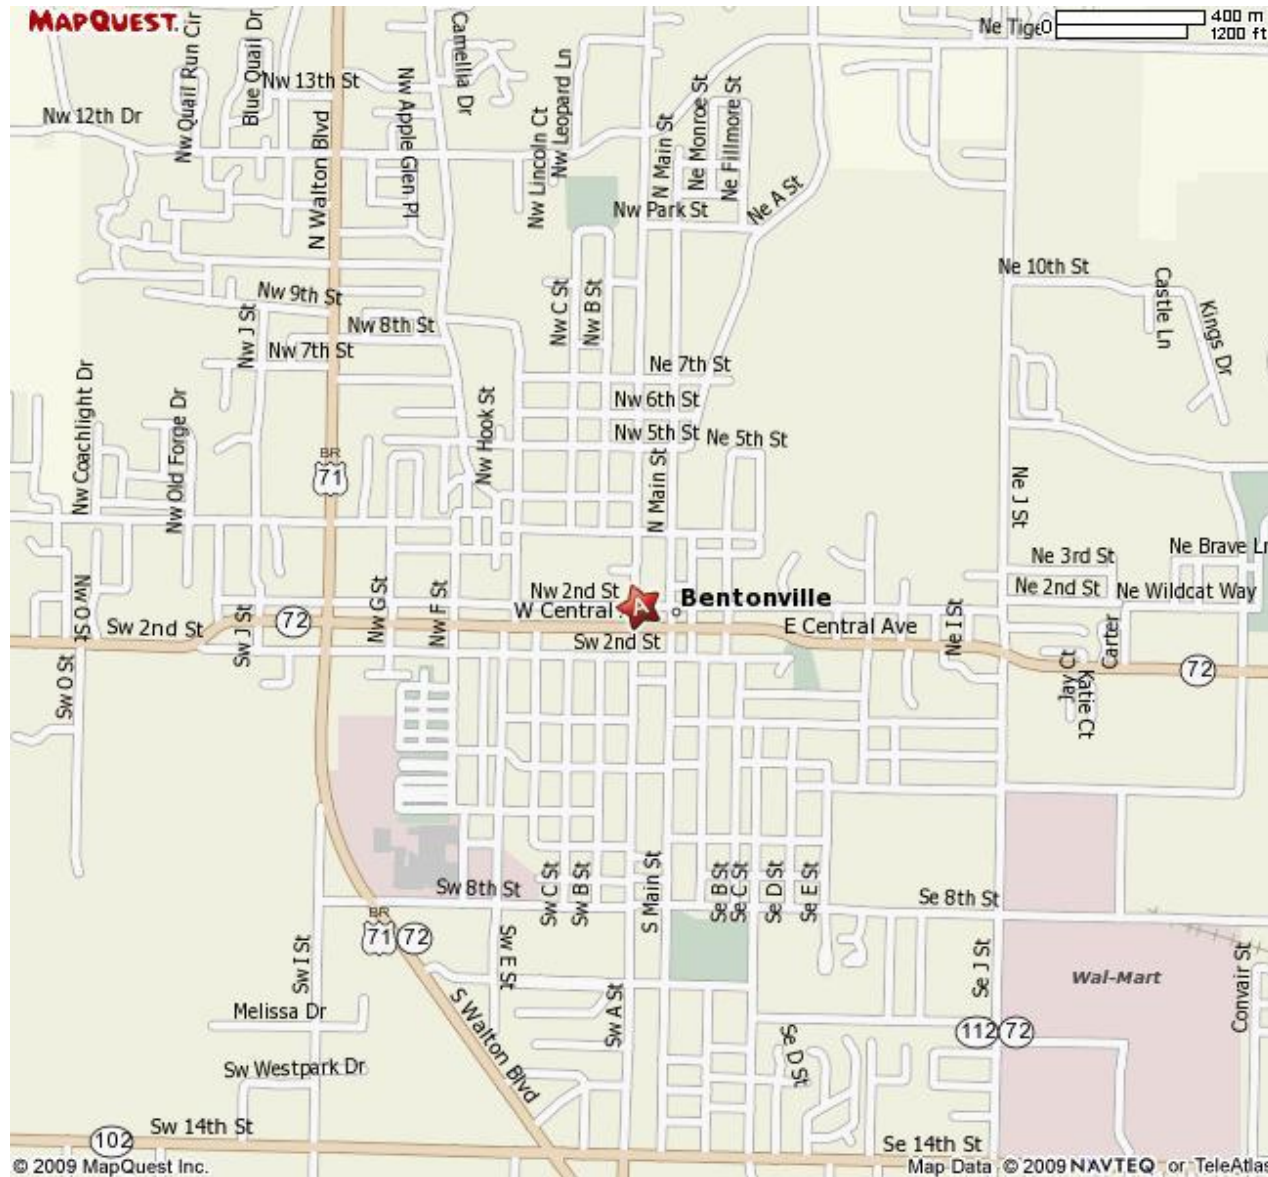 MAPQUEST.
0
400 m
1200 ft
Ne Tige
Nw Quail Run Cir
Blue Quail Dr
Camellia Dr
Nw 13th St
Nw 12th Dr
N Walton Blvd
Nw Apple Glen Pl
Nw Lincoln Ct
Nw Leopard Ln
N Main St
Ne Monroe St
Ne Fillmore St
Nw Park St
Ne A St
Ne 10th St
Castle Ln
Kings Dr
Nw 9th St
Nw J St
Nw 8th St
Nw 7th St
Nw C St
Nw B St
Ne 7th St
Nw 6th St
Nw 5th St
Ne 5th St
Nw Coachlight Dr
Nw Old Forge Dr
Nw Hook St
BR
71
N Main St
Ne J St
Ne 3rd St
Ne 2nd St
Ne Brave Ln
Ne Wildcat Way
NW O St
Nw G St
Nw F St
Nw 2nd St
W Central
A
Bentonville
Sw 2nd St
72
Sw J St
Sw 2nd St
E Central Ave
Ne I St
Ne I St
Carter
72
Sw O St
Jay Ct
Katie Ct
Sw 8th St
Sw C St
Sw B St
S Main St
Se B St
Se C St
Se D St
Se E St
Se 8th St
BR
71
72
Sw I St
Sw E St
Se J St
Wal-Mart
Convair St
Melissa Dr
S Walton Blvd
Sw A St
Se D St
112
72
Sw Westpark Dr
102
Sw 14th St
Se 14th St
© 2009 MapQuest Inc.
Map Data © 2009 NAVTEQ or TeleAtlas